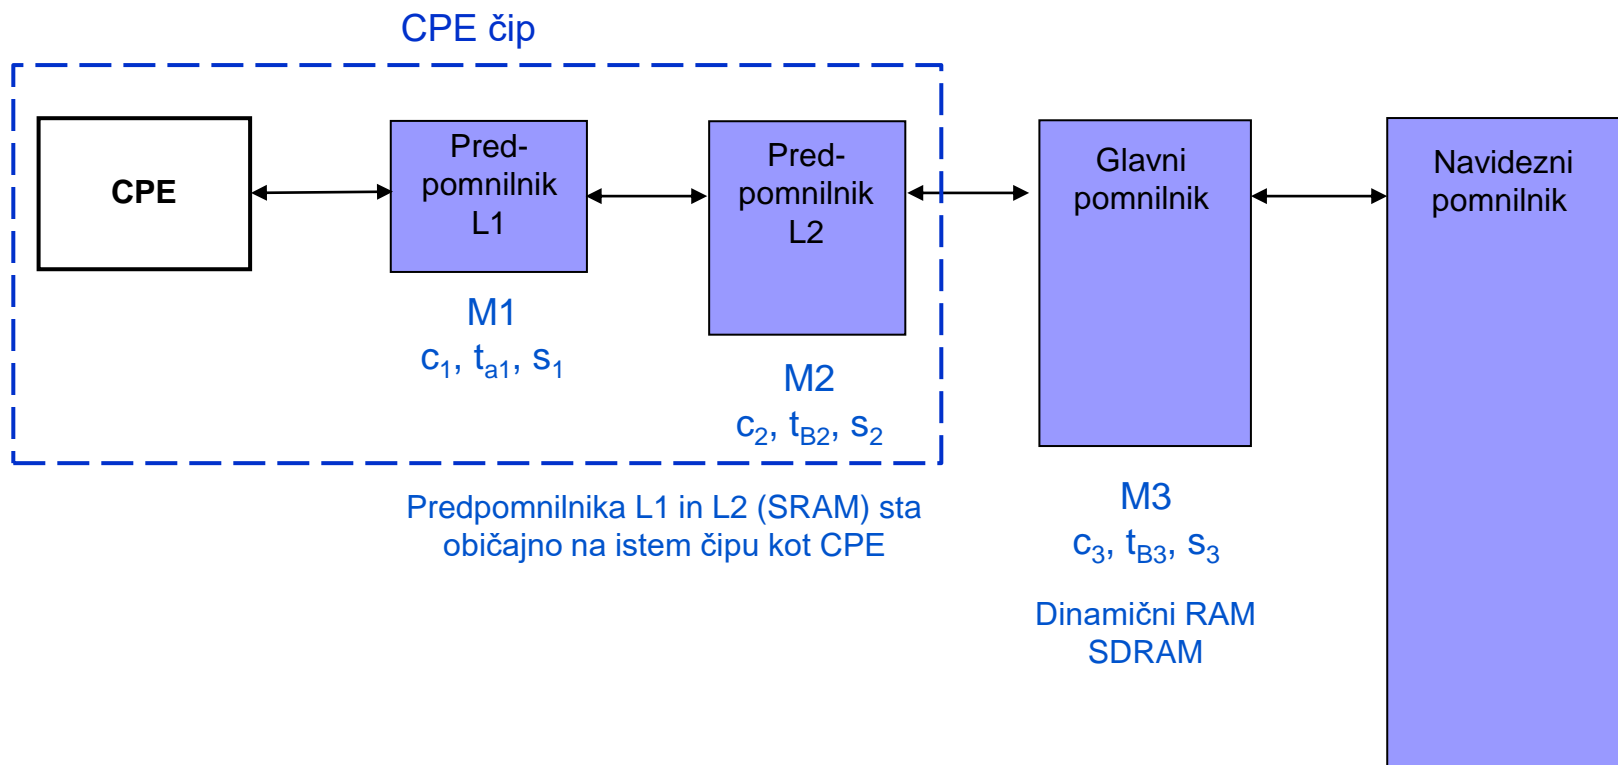 CPE čip
CPE
Pred-
pomnilnik
L1
Pred-
pomnilnik
L2
Glavni
pomnilnik
Navidezni
pomnilnik
M1
c₁, tₐ₁, s₁
M2
c₂, t_B2, s₂
Predpomnilnika L1 in L2 (SRAM) sta
običajno na istem čipu kot CPE
M3
c₃, t_B3, s₃
Dinamični RAM
SDRAM